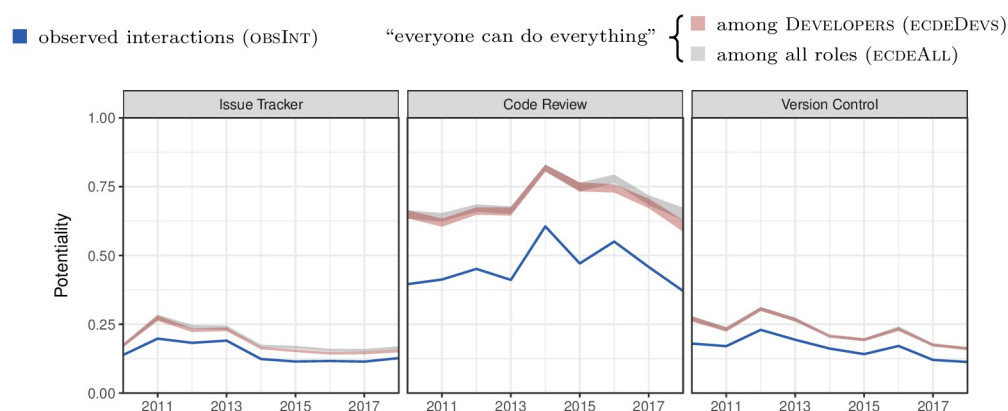 observed interactions (OBSINT)
“everyone can do everything”
among DEVELOPERS (ECDEDEVS)
among all roles (ECDEALL)
Issue Tracker
Code Review
Version Control
Potentiality
1.00
0.75
0.50
0.25
0.00
2011 2013 2015 2017
2011 2013 2015 2017
2011 2013 2015 2017